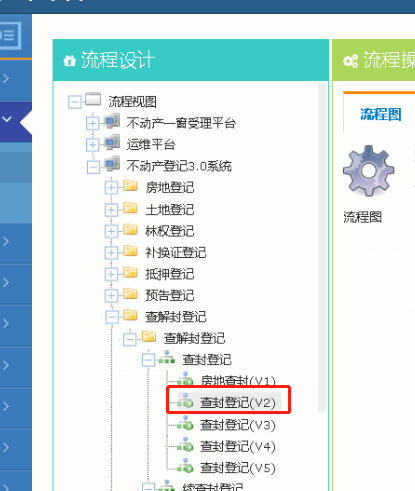 流程设计
流程视图
不动产一窗受理平台
运维平台
不动产登记3.0系统
房地登记
土地登记
林权登记
补换证登记
抵押登记
预告登记
查解封登记
查解封登记
查封登记
房地查封(V1)
查封登记(V2)
查封登记(V3)
查封登记(V4)
查封登记(V5)
续查封登记
流程操
流程图
流程图